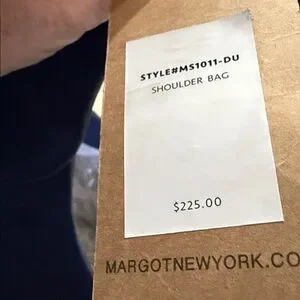 STYLE#MS1011-DU
SHOULDER BAG
$225.00
MARGOTNEWYORK.CO